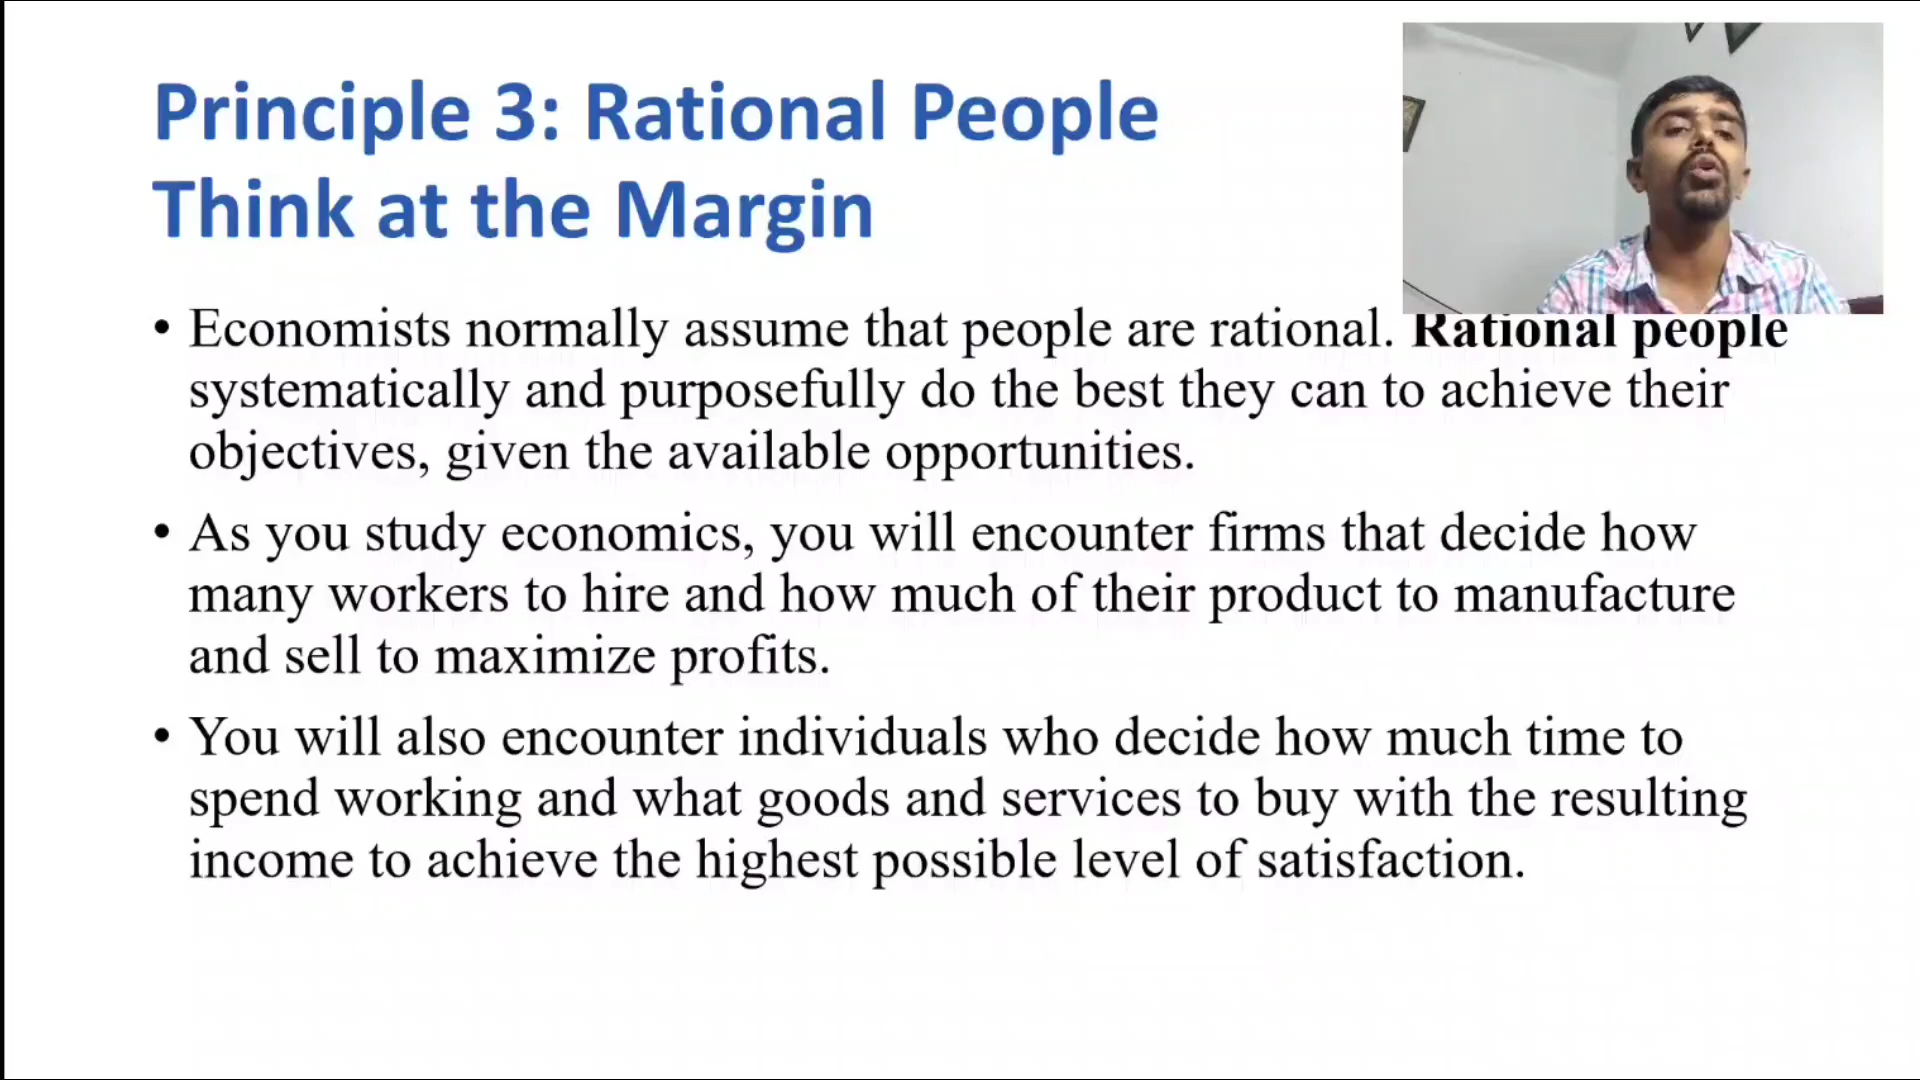 Principle 3: Rational People
Think at the Margin
• Economists normally assume that people are rational. Rational people
systematically and purposefully do the best they can to achieve their
objectives, given the available opportunities.
• As you study economics, you will encounter firms that decide how
many workers to hire and how much of their product to manufacture
and sell to maximize profits.
• You will also encounter individuals who decide how much time to
spend working and what goods and services to buy with the resulting
income to achieve the highest possible level of satisfaction.